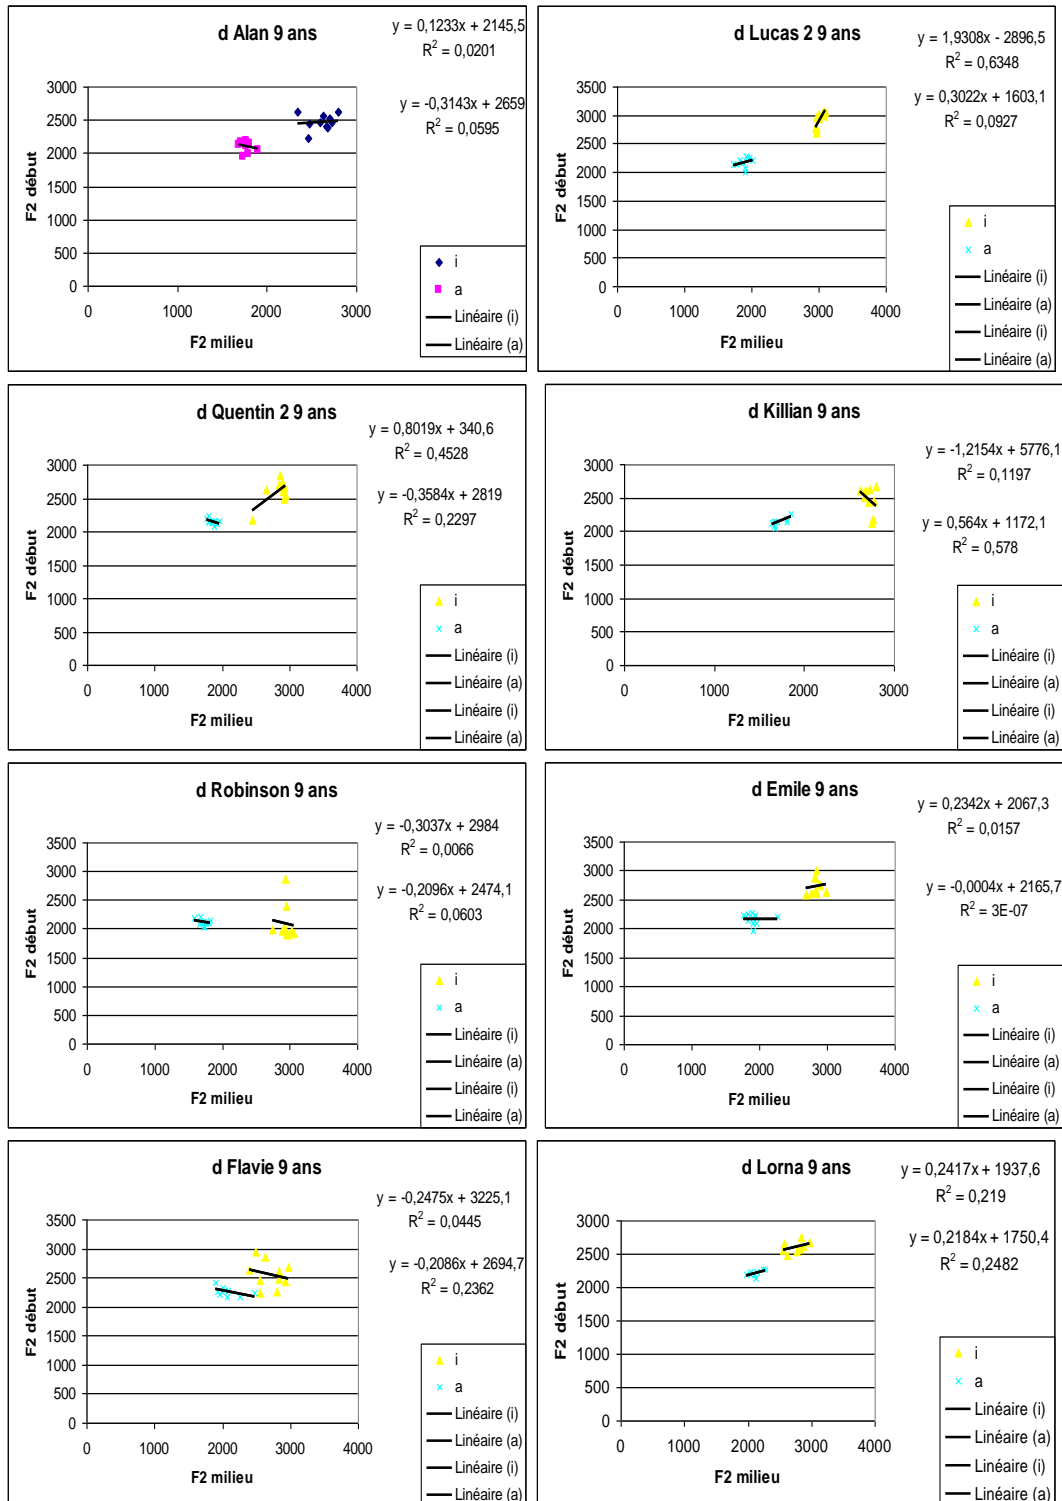 d Alan 9 ans
y = 0,1233x + 2145,5
R² = 0,0201
y = -0,3143x + 2659
R² = 0,0595
F2 début
3000
2500
2000
1500
1000
500
0
0 1000 2000 3000
F2 milieu
i
a
Linéaire (i)
Linéaire (a)
d Lucas 2 9 ans
y = 1,9308x - 2896,5
R² = 0,6348
y = 0,3022x + 1603,1
R² = 0,0927
F2 début
3500
3000
2500
2000
1500
1000
500
0
0 1000 2000 3000 4000
F2 milieu
i
a
Linéaire (i)
Linéaire (a)
Linéaire (i)
Linéaire (a)
d Quentin 2 9 ans
y = 0,8019x + 340,6
R² = 0,4528
y = -0,3584x + 2819
R² = 0,2297
F2 début
3000
2500
2000
1500
1000
500
0
0 1000 2000 3000 4000
F2 milieu
i
a
Linéaire (i)
Linéaire (a)
Linéaire (i)
Linéaire (a)
d Killian 9 ans
y = -1,2154x + 5776,1
R² = 0,1197
y = 0,564x + 1172,1
R² = 0,578
F2 début
3000
2500
2000
1500
1000
500
0
0 1000 2000 3000
F2 milieu
i
a
Linéaire (i)
Linéaire (a)
Linéaire (i)
Linéaire (a)
d Robinson 9 ans
y = -0,3037x + 2984
R² = 0,0066
y = -0,2096x + 2474,1
R² = 0,0603
F2 début
3500
3000
2500
2000
1500
1000
500
0
0 1000 2000 3000 4000
F2 milieu
i
a
Linéaire (i)
Linéaire (a)
Linéaire (i)
Linéaire (a)
d Emile 9 ans
y = 0,2342x + 2067,3
R² = 0,0157
y = -0,0004x + 2165,7
R² = 3E-07
F2 début
3500
3000
2500
2000
1500
1000
500
0
0 1000 2000 3000 4000
F2 milieu
i
a
Linéaire (i)
Linéaire (a)
Linéaire (i)
Linéaire (a)
d Flavie 9 ans
y = -0,2475x + 3225,1
R² = 0,0445
y = -0,2086x + 2694,7
R² = 0,2362
F2 début
3500
3000
2500
2000
1500
1000
500
0
0 1000 2000 3000 4000
F2 milieu
i
a
Linéaire (i)
Linéaire (a)
Linéaire (i)
Linéaire (a)
d Lorna 9 ans
y = 0,2417x + 1937,6
R² = 0,219
y = 0,2184x + 1750,4
R² = 0,2482
F2 début
3000
2500
2000
1500
1000
500
0
0 1000 2000 3000 4000
F2 milieu
i
a
Linéaire (i)
Linéaire (a)
Linéaire (i)
Linéaire (a)